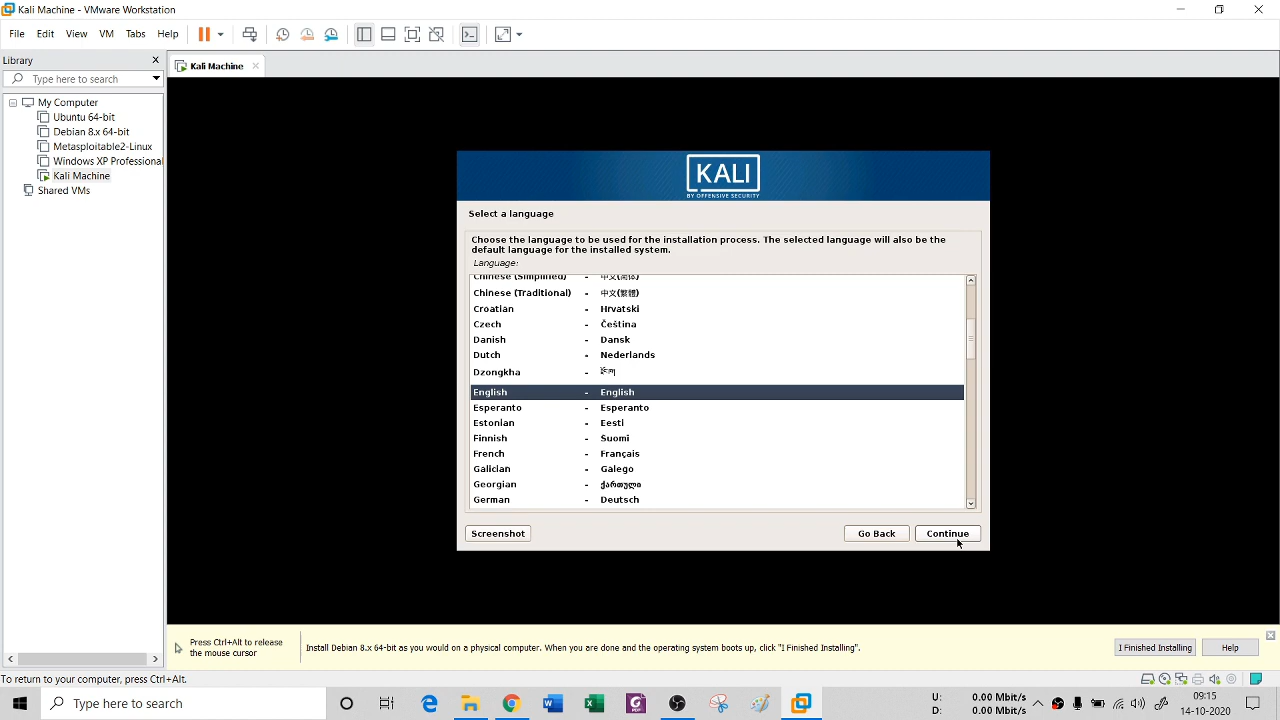 Kali Machine - VMware Workstation
File Edit View VM Tabs Help
Library
Type here to search
Kali Machine
My Computer
Ubuntu 64-bit
Debian 8.x 64-bit
Metasploitable2-Linux
Windows XP Professional
Kali Machine
Shared VMs
KALI
BY OFFENSIVE SECURITY
Select a language
Choose the language to be used for the installation process. The selected language will also be the
default language for the installed system.
Language:
Chinese (Simplified) - 中文(简体)
Chinese (Traditional) - 中文(繁體)
Croatian - Hrvatski
Czech - Čeština
Danish - Dansk
Dutch - Nederlands
Dzongkha - རྫོང་ཁ།
English - English
Esperanto - Esperanto
Estonian - Eesti
Finnish - Suomi
French - Français
Galician - Galego
Georgian - ქართული
German - Deutsch
Screenshot Go Back Continue
Press Ctrl+Alt to release
the mouse cursor
Install Debian 8.x 64-bit as you would on a physical computer. When you are done and the operating system boots up, click "I Finished Installing".
I Finished Installing Help
To return to your computer, press Ctrl+Alt.
Type here to search
U: 0.00 Mbit/s
D: 0.00 Mbit/s
09:15
14-10-2020